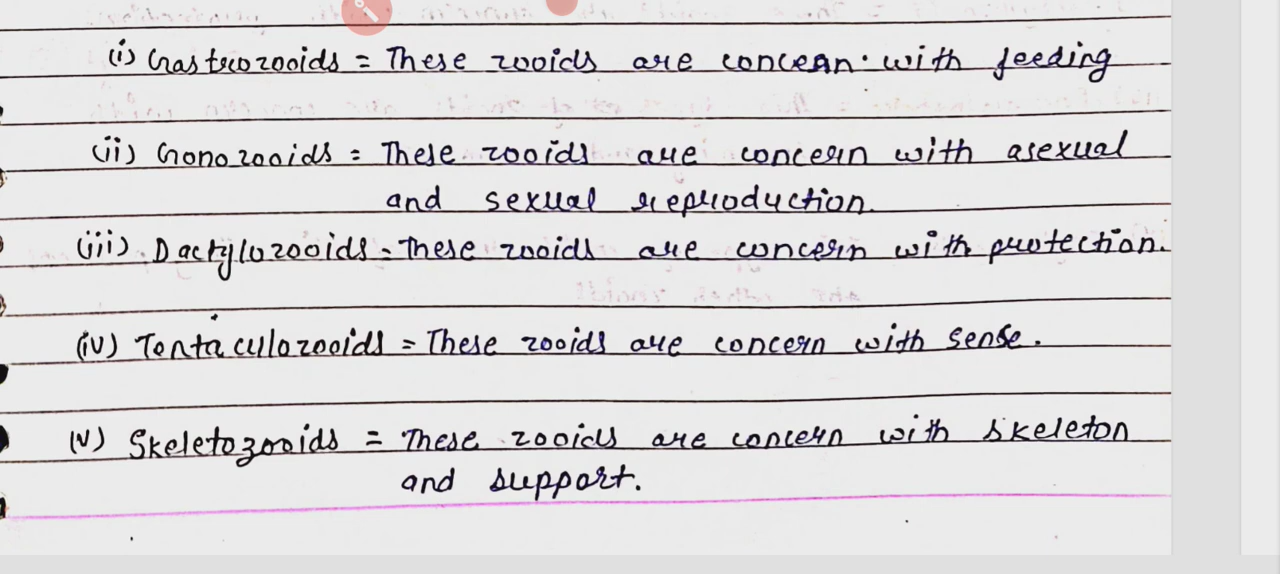 (i) Gastrozooids = These zooids are concern with feeding
(ii) Gonozooids = These zooids are concern with asexual
and sexual reproduction.
(iii) Dactylozooids = These zooids are concern with protection.
(iv) Tentaculozooids = These zooids are concern with sense.
(V) Skeletozooids = These zooids are concern with skeleton
and support.